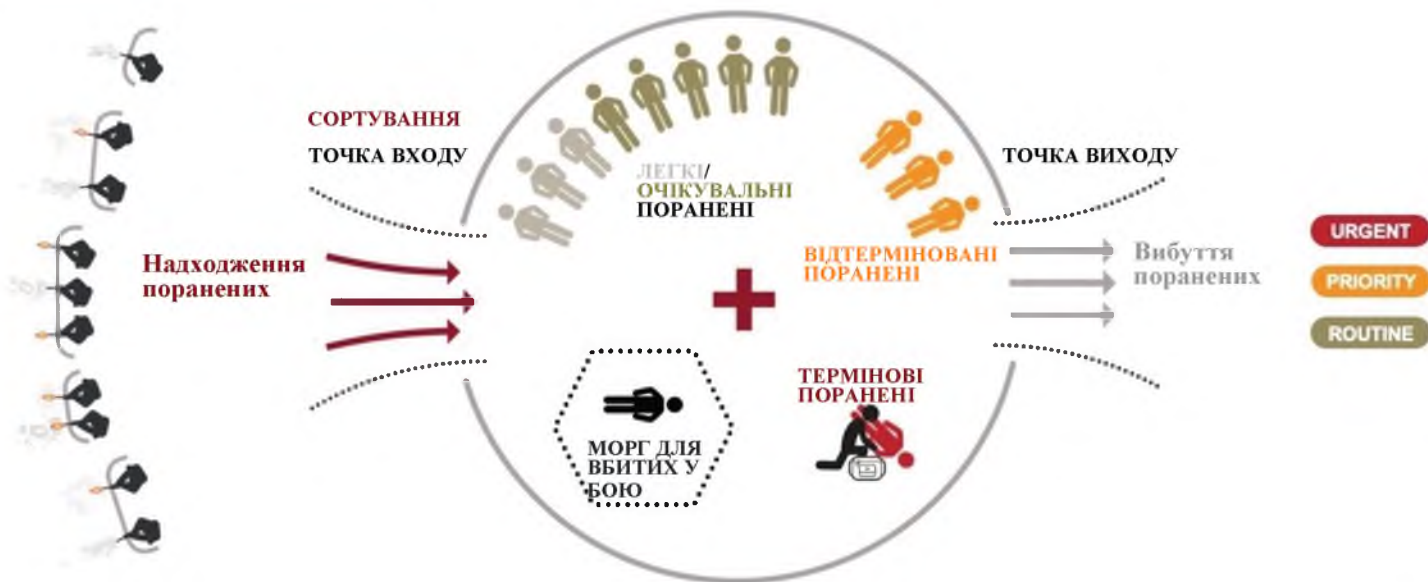 СОРТУВАННЯ
ТОЧКА ВХОДУ
Надходження
поранених
ЛЕГКІ/
ОЧІКУВАЛЬНІ
ПОРАНЕНІ
ВІДТЕРМІНОВАНІ
ПОРАНЕНІ
ТОЧКА ВИХОДУ
Вибуття
поранених
URGENT
PRIORITY
ROUTINE
МОРГ ДЛЯ
ВБИТИХ У
БОЮ
ТЕРМІНОВІ
ПОРАНЕНІ